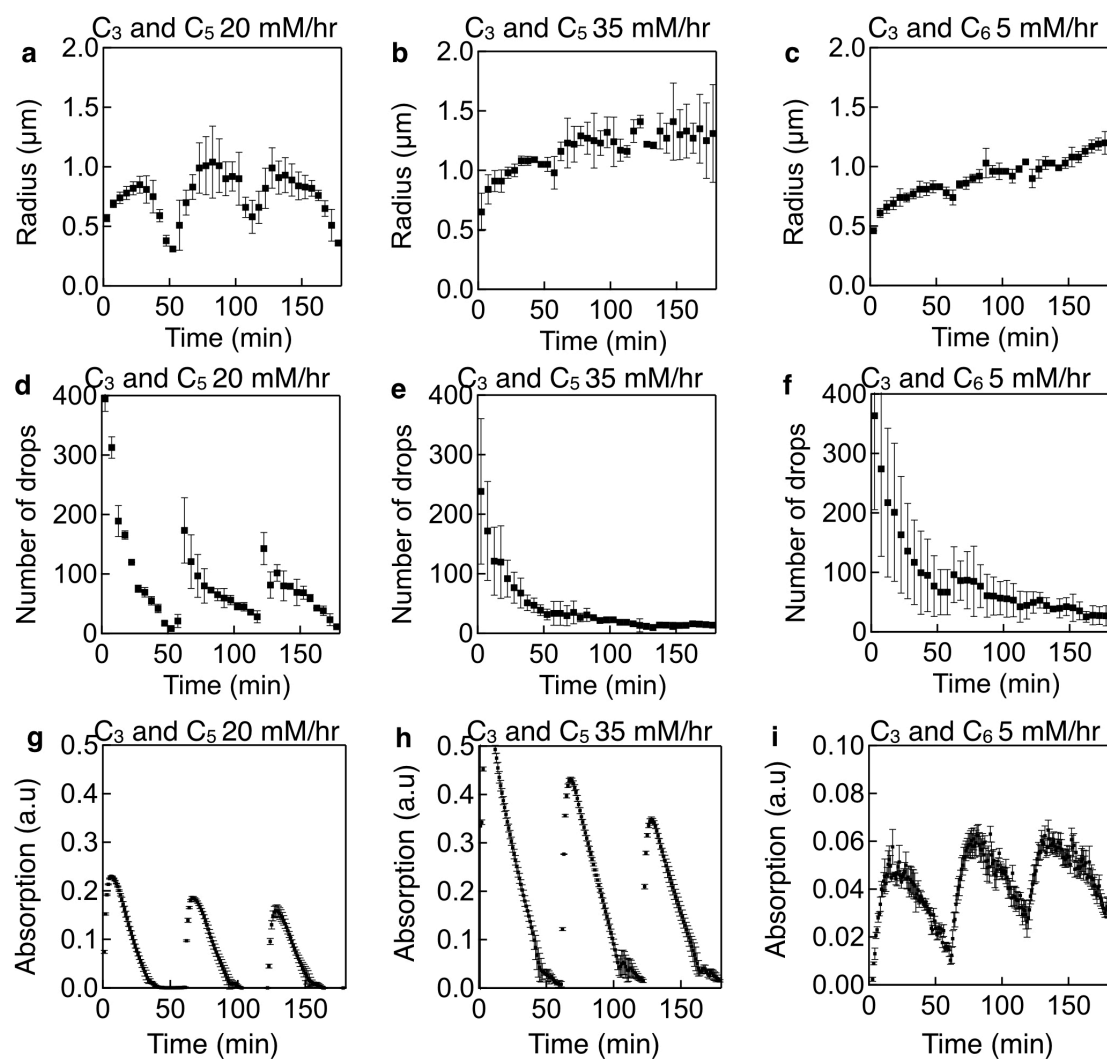 a C₃ and C₅ 20 mM/hr
Radius (μm)
2.0
1.5
1.0
0.5
0.0
0 50 100 150
Time (min)
b C₃ and C₅ 35 mM/hr
Radius (μm)
2.0
1.5
1.0
0.5
0.0
0 50 100 150
Time (min)
c C₃ and C₆ 5 mM/hr
Radius (μm)
2.0
1.5
1.0
0.5
0.0
0 50 100 150
Time (min)
d C₃ and C₅ 20 mM/hr
Number of drops
400
300
200
100
0
0 50 100 150
Time (min)
e C₃ and C₅ 35 mM/hr
Number of drops
400
300
200
100
0
0 50 100 150
Time (min)
f C₃ and C₆ 5 mM/hr
Number of drops
400
300
200
100
0
0 50 100 150
Time (min)
g C₃ and C₅ 20 mM/hr
Absorption (a.u)
0.5
0.4
0.3
0.2
0.1
0.0
0 50 100 150
Time (min)
h C₃ and C₅ 35 mM/hr
Absorption (a.u)
0.5
0.4
0.3
0.2
0.1
0.0
0 50 100 150
Time (min)
i C₃ and C₆ 5 mM/hr
Absorption (a.u)
0.10
0.08
0.06
0.04
0.02
0.00
0 50 100 150
Time (min)